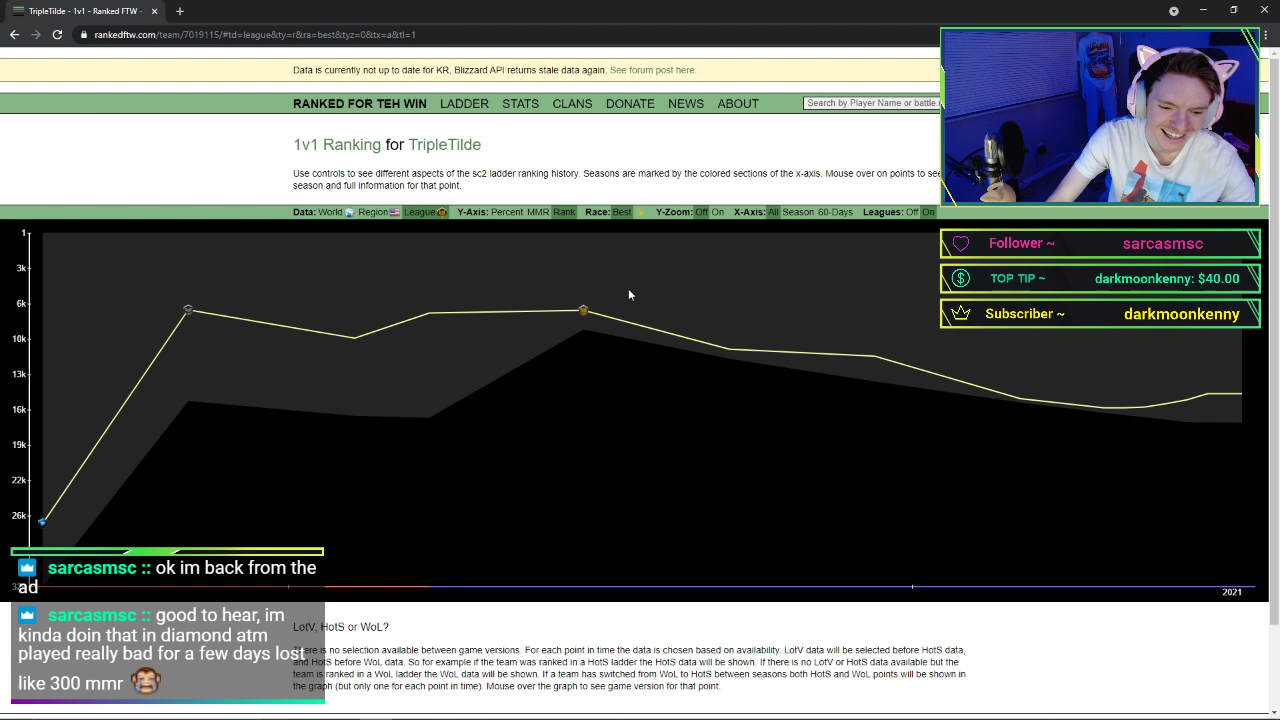 TripleTilde - 1v1 - Ranked FTW -
rankedftw.com/team/7019115/#td=league&ty=r&ra=best&tyz=0&tx=a&tl=1
Data is currently not up to date for KR, Blizzard API returns stale data again. See forum post here.
RANKED FOR TEH WIN LADDER STATS CLANS DONATE NEWS ABOUT
Search by Player Name or battle.n
1v1 Ranking for TripleTilde
Use controls to see different aspects of the sc2 ladder ranking history. Seasons are marked by the colored sections of the x-axis. Mouse over on points to see
season and full information for that point.
Data: World Region League Y-Axis: Percent MMR Rank Race: Best Y-Zoom: Off On X-Axis: All Season 60-Days Leagues: Off On
Follower ~ sarcasmsc
TOP TIP ~ darkmoonkenny: $40.00
Subscriber ~ darkmoonkenny
1
3k
6k
10k
13k
16k
19k
22k
26k
2021
sarcasmsc :: ok im back from the
ad
sarcasmsc :: good to hear, im
kinda doin that in diamond atm
played really bad for a few days lost
like 300 mmr
LotV, HotS or WoL?
There is no selection available between game versions. For each point in time the data is chosen based on availability. LotV data will be selected before HotS data,
and HotS before WoL data. So for example if the team was ranked in a HotS ladder the HotS data will be shown. If there is no LotV or HotS data available but the
team is ranked in a WoL ladder the WoL data will be shown. If a team has switched from WoL to HotS between seasons both HotS and WoL points will be shown in
the graph (but only one for each point in time). Mouse over the graph to see game version for that point.